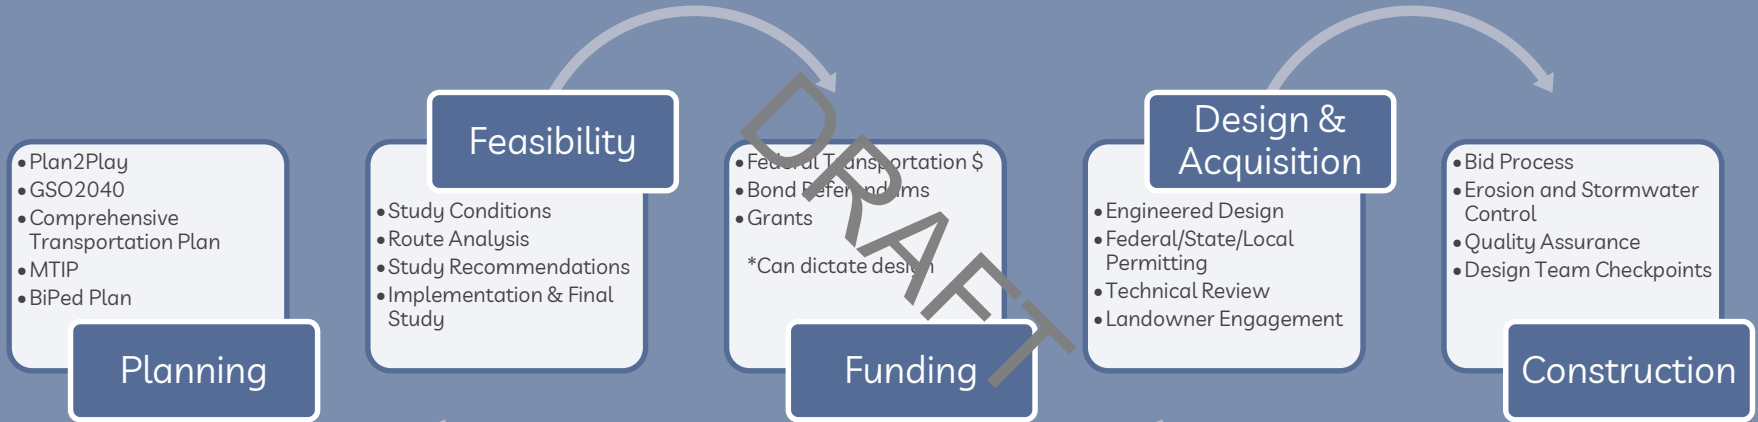 Planning
• Plan2Play
• GSO2040
• Comprehensive
Transportation Plan
• MTIP
• BiPed Plan
Feasibility
• Study Conditions
• Route Analysis
• Study Recommendations
• Implementation & Final
Study
Funding
• Federal Transportation $
• Bond Referendums
• Grants
*Can dictate design
DRAFT
Design &
Acquisition
• Engineered Design
• Federal/State/Local
Permitting
• Technical Review
• Landowner Engagement
Construction
• Bid Process
• Erosion and Stormwater
Control
• Quality Assurance
• Design Team Checkpoints